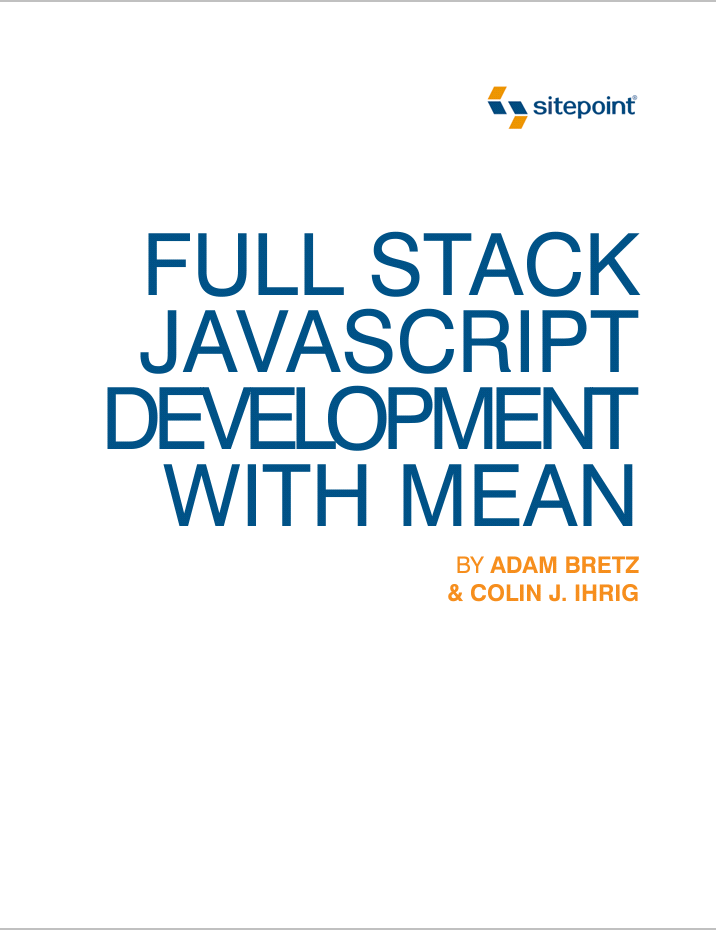 sitepoint®
FULL STACK
JAVASCRIPT
DEVELOPMENT
WITH MEAN
BY ADAM BRETZ
& COLIN J. IHRIG